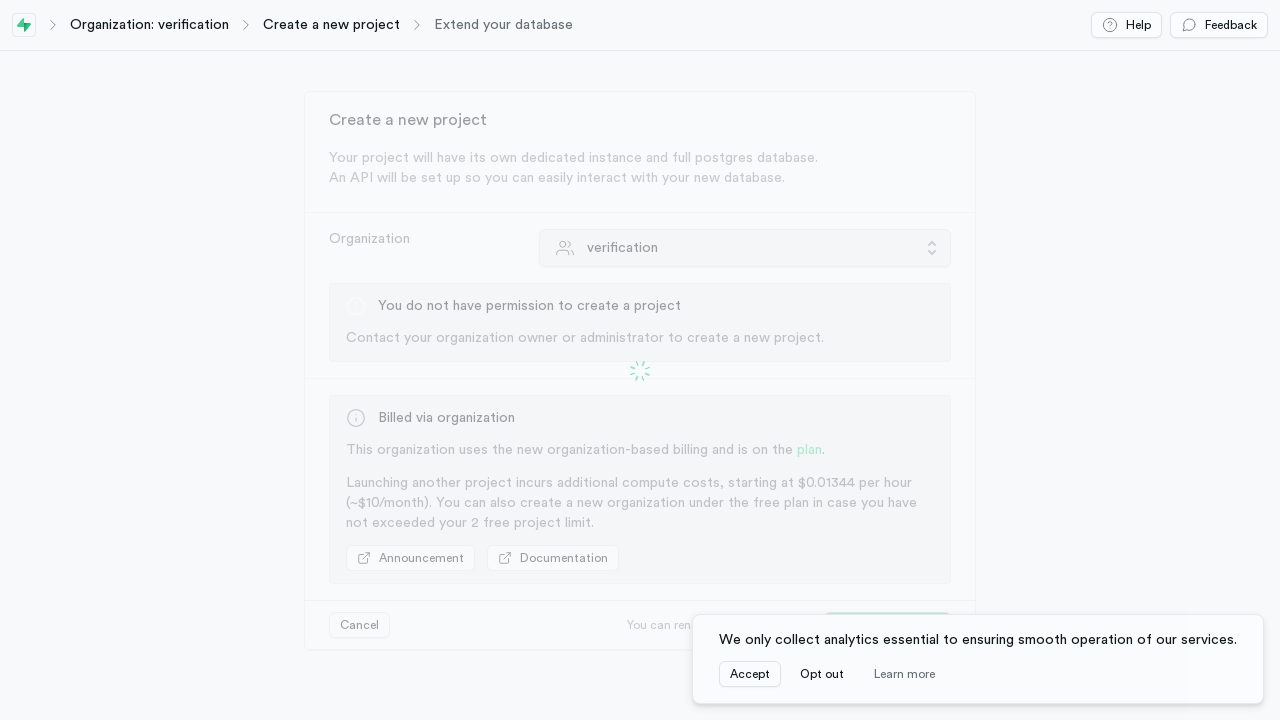 Organization: verification
Create a new project
Extend your database
Help
Feedback
Create a new project
Your project will have its own dedicated instance and full postgres database.
An API will be set up so you can easily interact with your new database.
Organization
verification
You do not have permission to create a project
Contact your organization owner or administrator to create a new project.
Billed via organization
This organization uses the new organization-based billing and is on the plan.
Launching another project incurs additional compute costs, starting at $0.01344 per hour
(~$10/month). You can also create a new organization under the free plan in case you have
not exceeded your 2 free project limit.
Announcement
Documentation
Cancel
You can ren
We only collect analytics essential to ensuring smooth operation of our services.
Accept
Opt out
Learn more